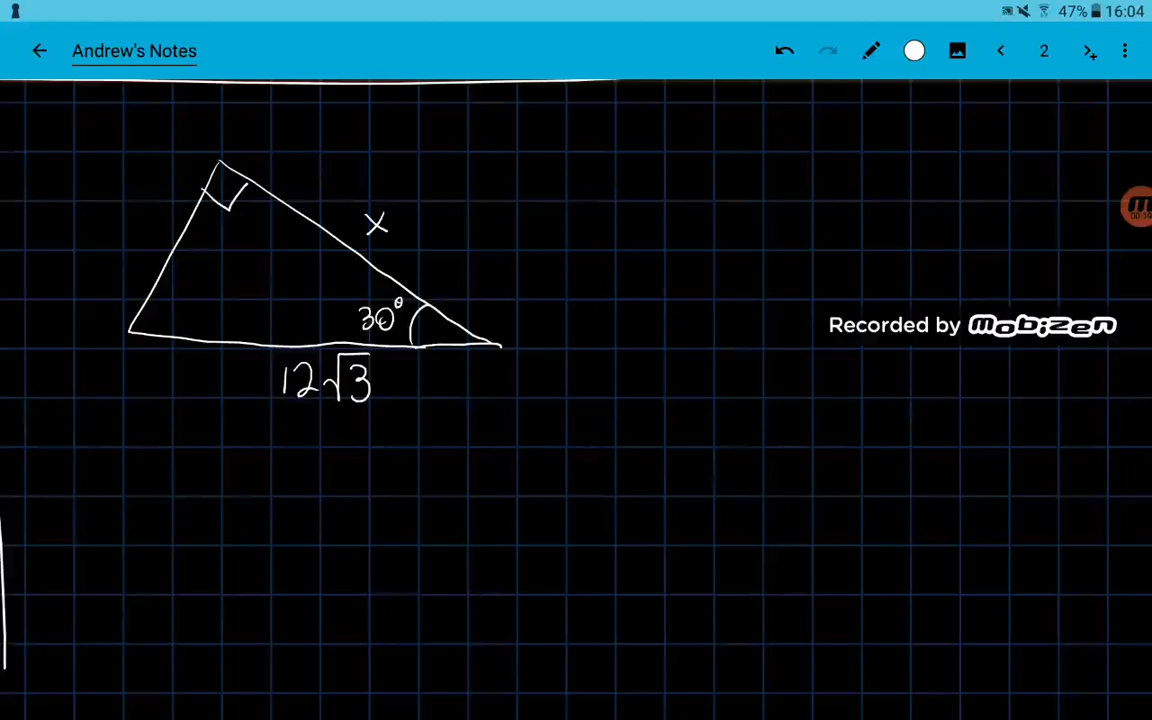 47% 16:04
Andrew's Notes
2
x
30°
Recorded by Mobizen
12√3